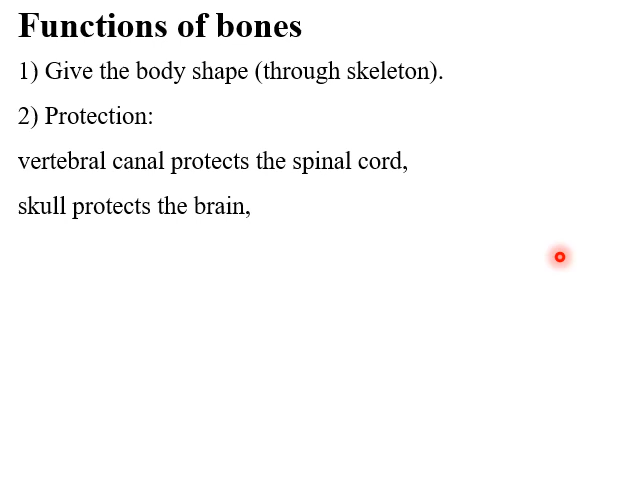 Functions of bones
1) Give the body shape (through skeleton).
2) Protection:
vertebral canal protects the spinal cord,
skull protects the brain,